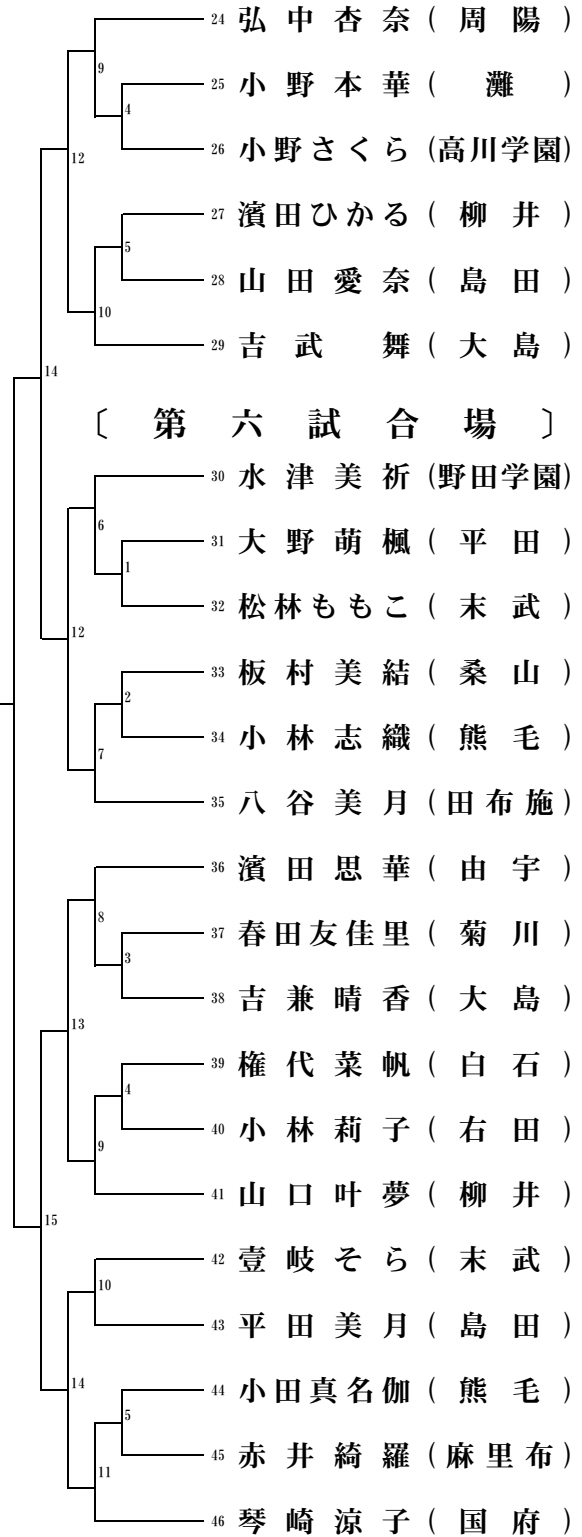 24 弘中杏奈(周陽)
9
25 小野本華(灘)
4
26 小野さくら(高川学園)
12
27 濱田ひかる(柳井)
5
28 山田愛奈(島田)
10
29 吉武舞(大島)
14
〔第六試合場〕
30 水津美祈(野田学園)
6
31 大野萌楓(平田)
1
32 松林ももこ(末武)
12
33 板村美結(桑山)
2
34 小林志織(熊毛)
7
35 八谷美月(田布施)
36 濱田思華(由宇)
8
37 春田友佳里(菊川)
3
38 吉兼晴香(大島)
13
39 権代菜帆(白石)
4
40 小林莉子(右田)
9
41 山口叶夢(柳井)
15
42 壹岐そら(末武)
10
43 平田美月(島田)
14
44 小田真名伽(熊毛)
5
45 赤井綺羅(麻里布)
11
46 琴崎涼子(国府)